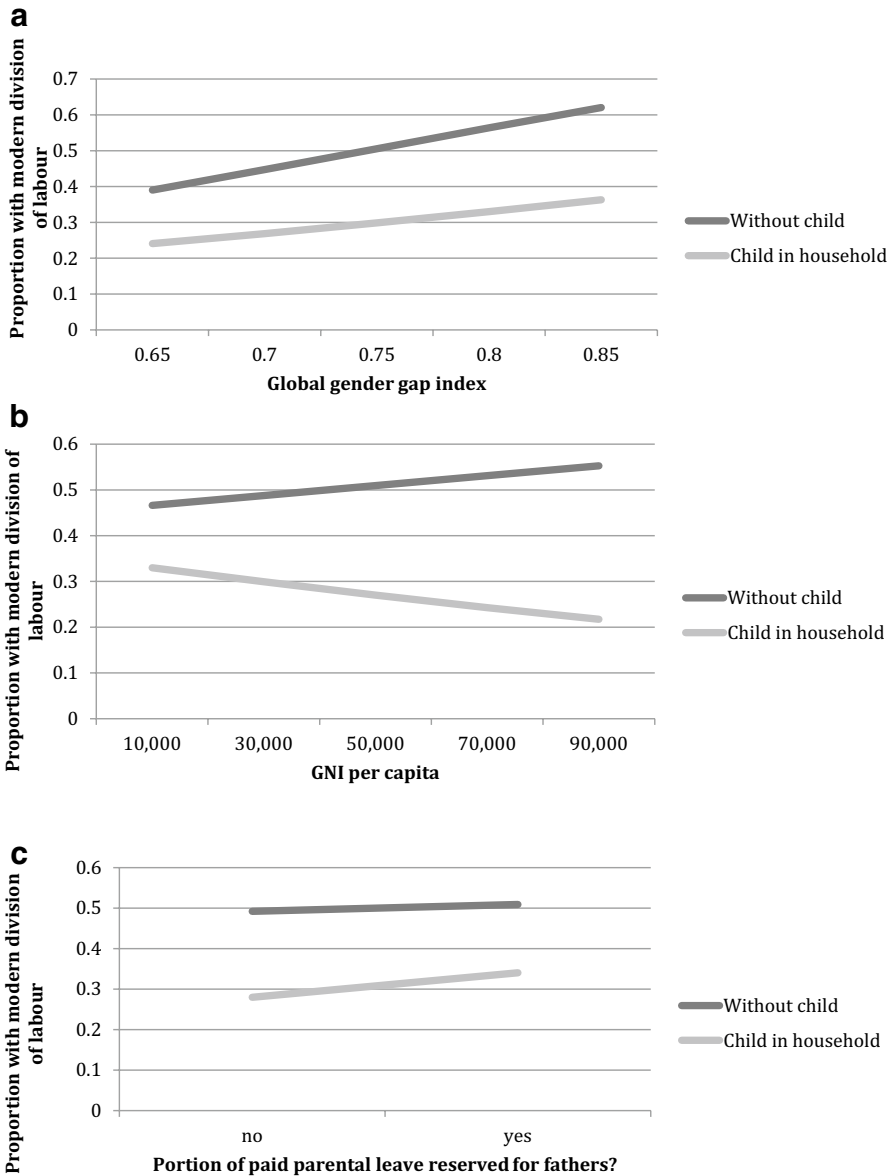 a
Proportion with modern division
of labour
0.7
0.6
0.5
0.4
0.3
0.2
0.1
0
0.65 0.7 0.75 0.8 0.85
Global gender gap index
Without child
Child in household
b
Proportion with modern division of
labour
0.6
0.5
0.4
0.3
0.2
0.1
0
10,000 30,000 50,000 70,000 90,000
GNI per capita
Without child
Child in household
c
Proportion with modern division
of labour
0.6
0.5
0.4
0.3
0.2
0.1
0
no yes
Portion of paid parental leave reserved for fathers?
Without child
Child in household